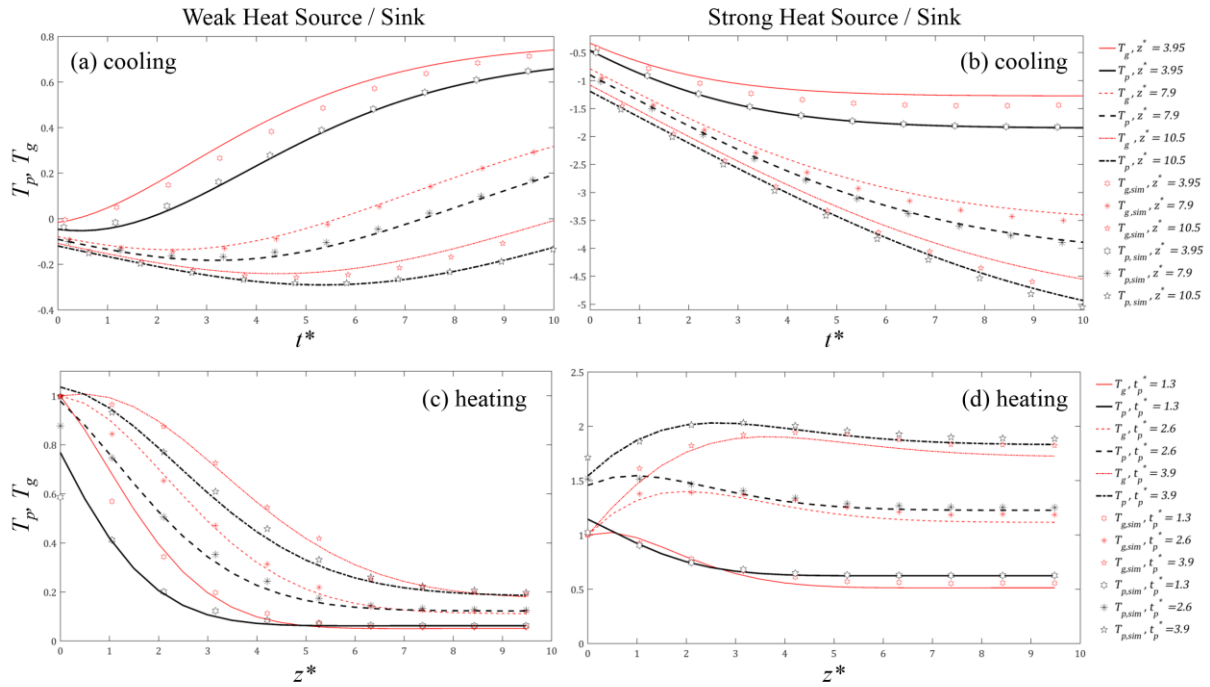 Weak Heat Source / Sink
Strong Heat Source / Sink
T_p, T_g
0.8
0.6
0.4
0.2
0
-0.2
-0.4
(a) cooling
0 1 2 3 4 5 6 7 8 9 10
t*
-0.5
-1
-1.5
-2
-2.5
-3
-3.5
-4
-4.5
-5
(b) cooling
0 1 2 3 4 5 6 7 8 9 10
t*
T_g, z* = 3.95
T_p, z* = 3.95
T_g, z* = 7.9
T_p, z* = 7.9
T_g, z* = 10.5
T_p, z* = 10.5
T_g,sim, z* = 3.95
T_g,sim, z* = 7.9
T_g,sim, z* = 10.5
T_p,sim, z* = 3.95
T_p,sim, z* = 7.9
T_p,sim, z* = 10.5
T_p, T_g
1
0.8
0.6
0.4
0.2
0
(c) heating
0 1 2 3 4 5 6 7 8 9 10
z*
2.5
2
1.5
1
0.5
0
(d) heating
0 1 2 3 4 5 6 7 8 9 10
z*
T_g, t_p* = 1.3
T_p, t_p* = 1.3
T_g, t_p* = 2.6
T_p, t_p* = 2.6
T_g, t_p* = 3.9
T_p, t_p* = 3.9
T_g,sim, t_p* = 1.3
T_g,sim, t_p* = 2.6
T_g,sim, t_p* = 3.9
T_p,sim, t_p* = 1.3
T_p,sim, t_p* = 2.6
T_p,sim, t_p* = 3.9